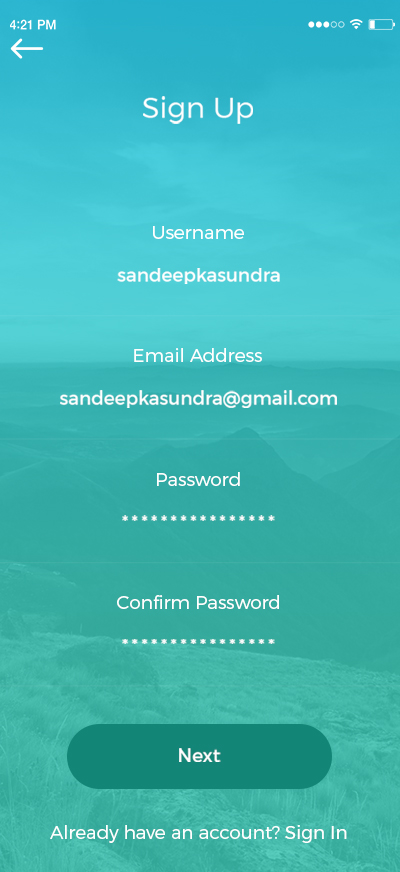 4:21 PM
Sign Up
Username
sandeepkasundra
Email Address
sandeepkasundra@gmail.com
Password
****************
Confirm Password
****************
Next
Already have an account? Sign In